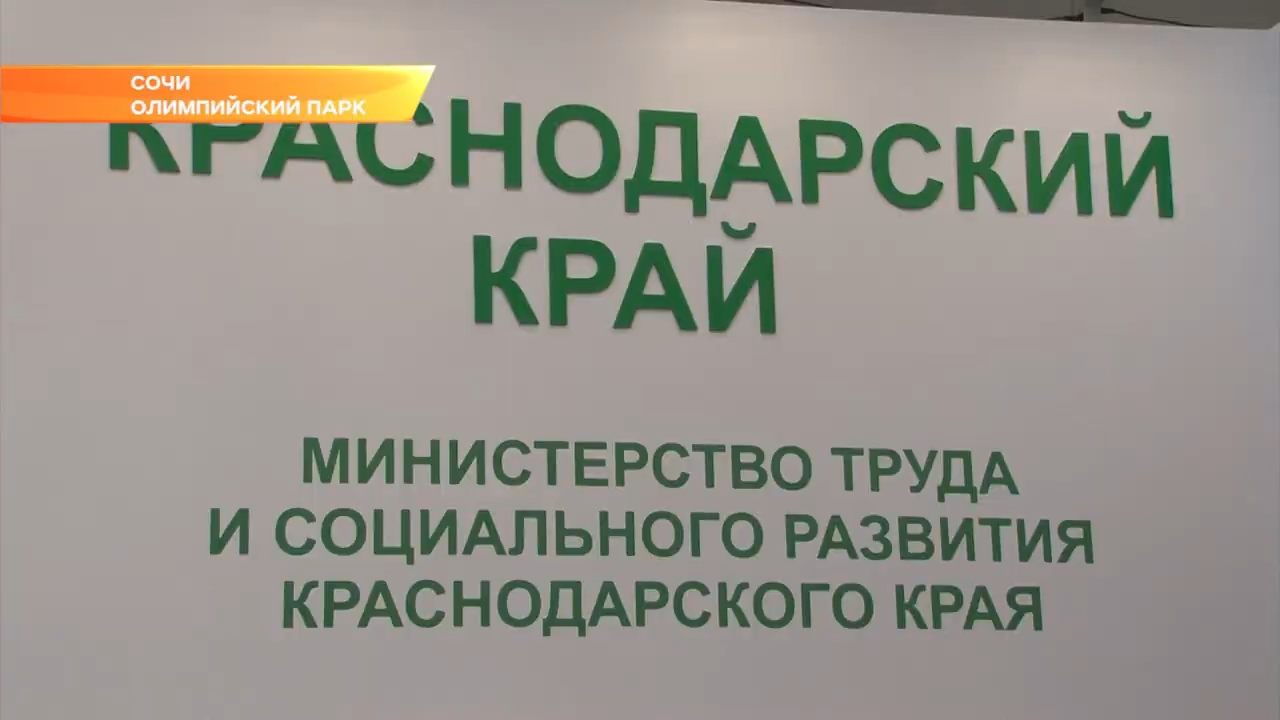 СОЧИ
ОЛИМПИЙСКИЙ ПАРК
КРАСНОДАРСКИЙ
КРАЙ
МИНИСТЕРСТВО ТРУДА
И СОЦИАЛЬНОГО РАЗВИТИЯ
КРАСНОДАРСКОГО КРАЯ